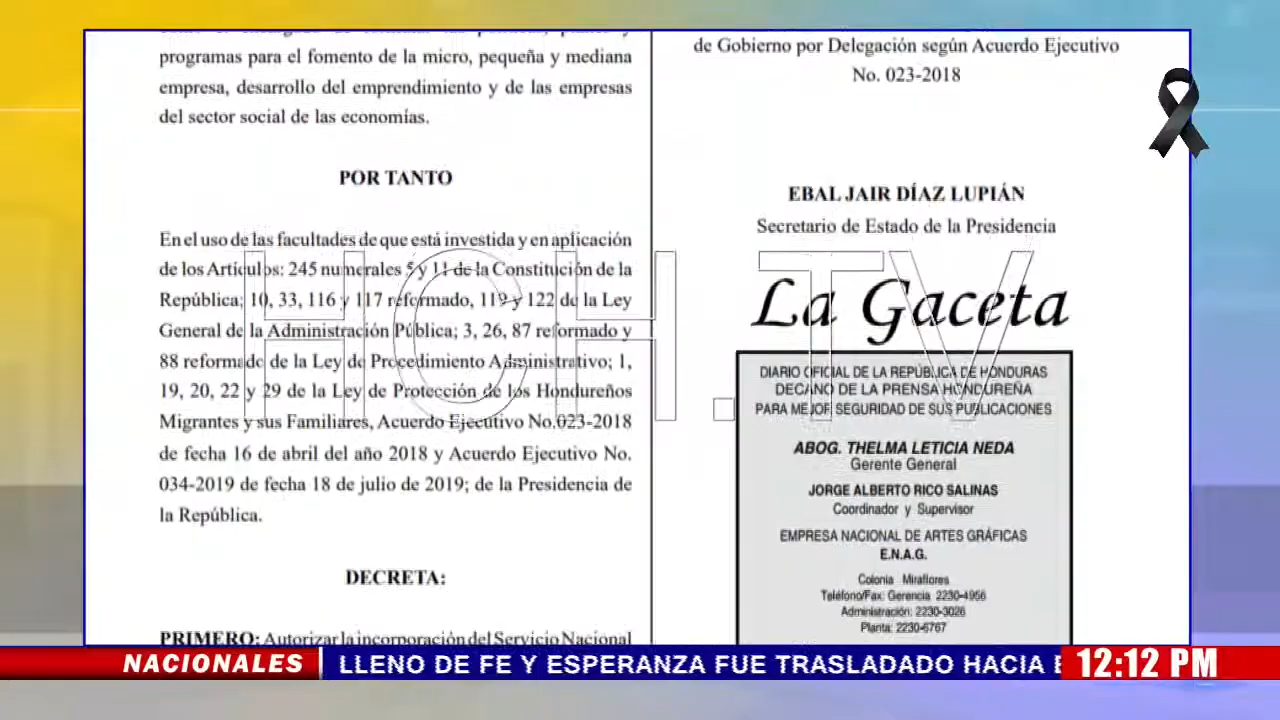 programas para el fomento de la micro, pequeña y mediana
empresa, desarrollo del emprendimiento y de las empresas
del sector social de las economías.
POR TANTO
En el uso de las facultades de que está investida y en aplicación
de los Artículos: 245 numerales 5 y 11 de la Constitución de la
República; 10, 33, 116 y 117 reformado, 119 y 122 de la Ley
General de la Administración Pública; 3, 26, 87 reformado y
88 reformado de la Ley de Procedimiento Administrativo; 1,
19, 20, 22 y 29 de la Ley de Protección de los Hondureños
Migrantes y sus Familiares, Acuerdo Ejecutivo No.023-2018
de fecha 16 de abril del año 2018 y Acuerdo Ejecutivo No.
034-2019 de fecha 18 de julio de 2019; de la Presidencia de
la República.
DECRETA:
PRIMERO: Autorizar la incorporación del Servicio Nacional
de Gobierno por Delegación según Acuerdo Ejecutivo
No. 023-2018
EBAL JAIR DÍAZ LUPIÁN
Secretario de Estado de la Presidencia
La Gaceta
DIARIO OFICIAL DE LA REPÚBLICA DE HONDURAS
DECANO DE LA PRENSA HONDUREÑA
PARA MEJOR SEGURIDAD DE SUS PUBLICACIONES
ABOG. THELMA LETICIA NEDA
Gerente General
JORGE ALBERTO RICO SALINAS
Coordinador y Supervisor
EMPRESA NACIONAL DE ARTES GRÁFICAS
E.N.A.G.
Colonia Miraflores
Teléfono/Fax: Gerencia 2230-4956
Administración: 2230-3026
Planta: 2230-6767
HCH.TV
NACIONALES
LLENO DE FE Y ESPERANZA FUE TRASLADADO HACIA
12:12 PM